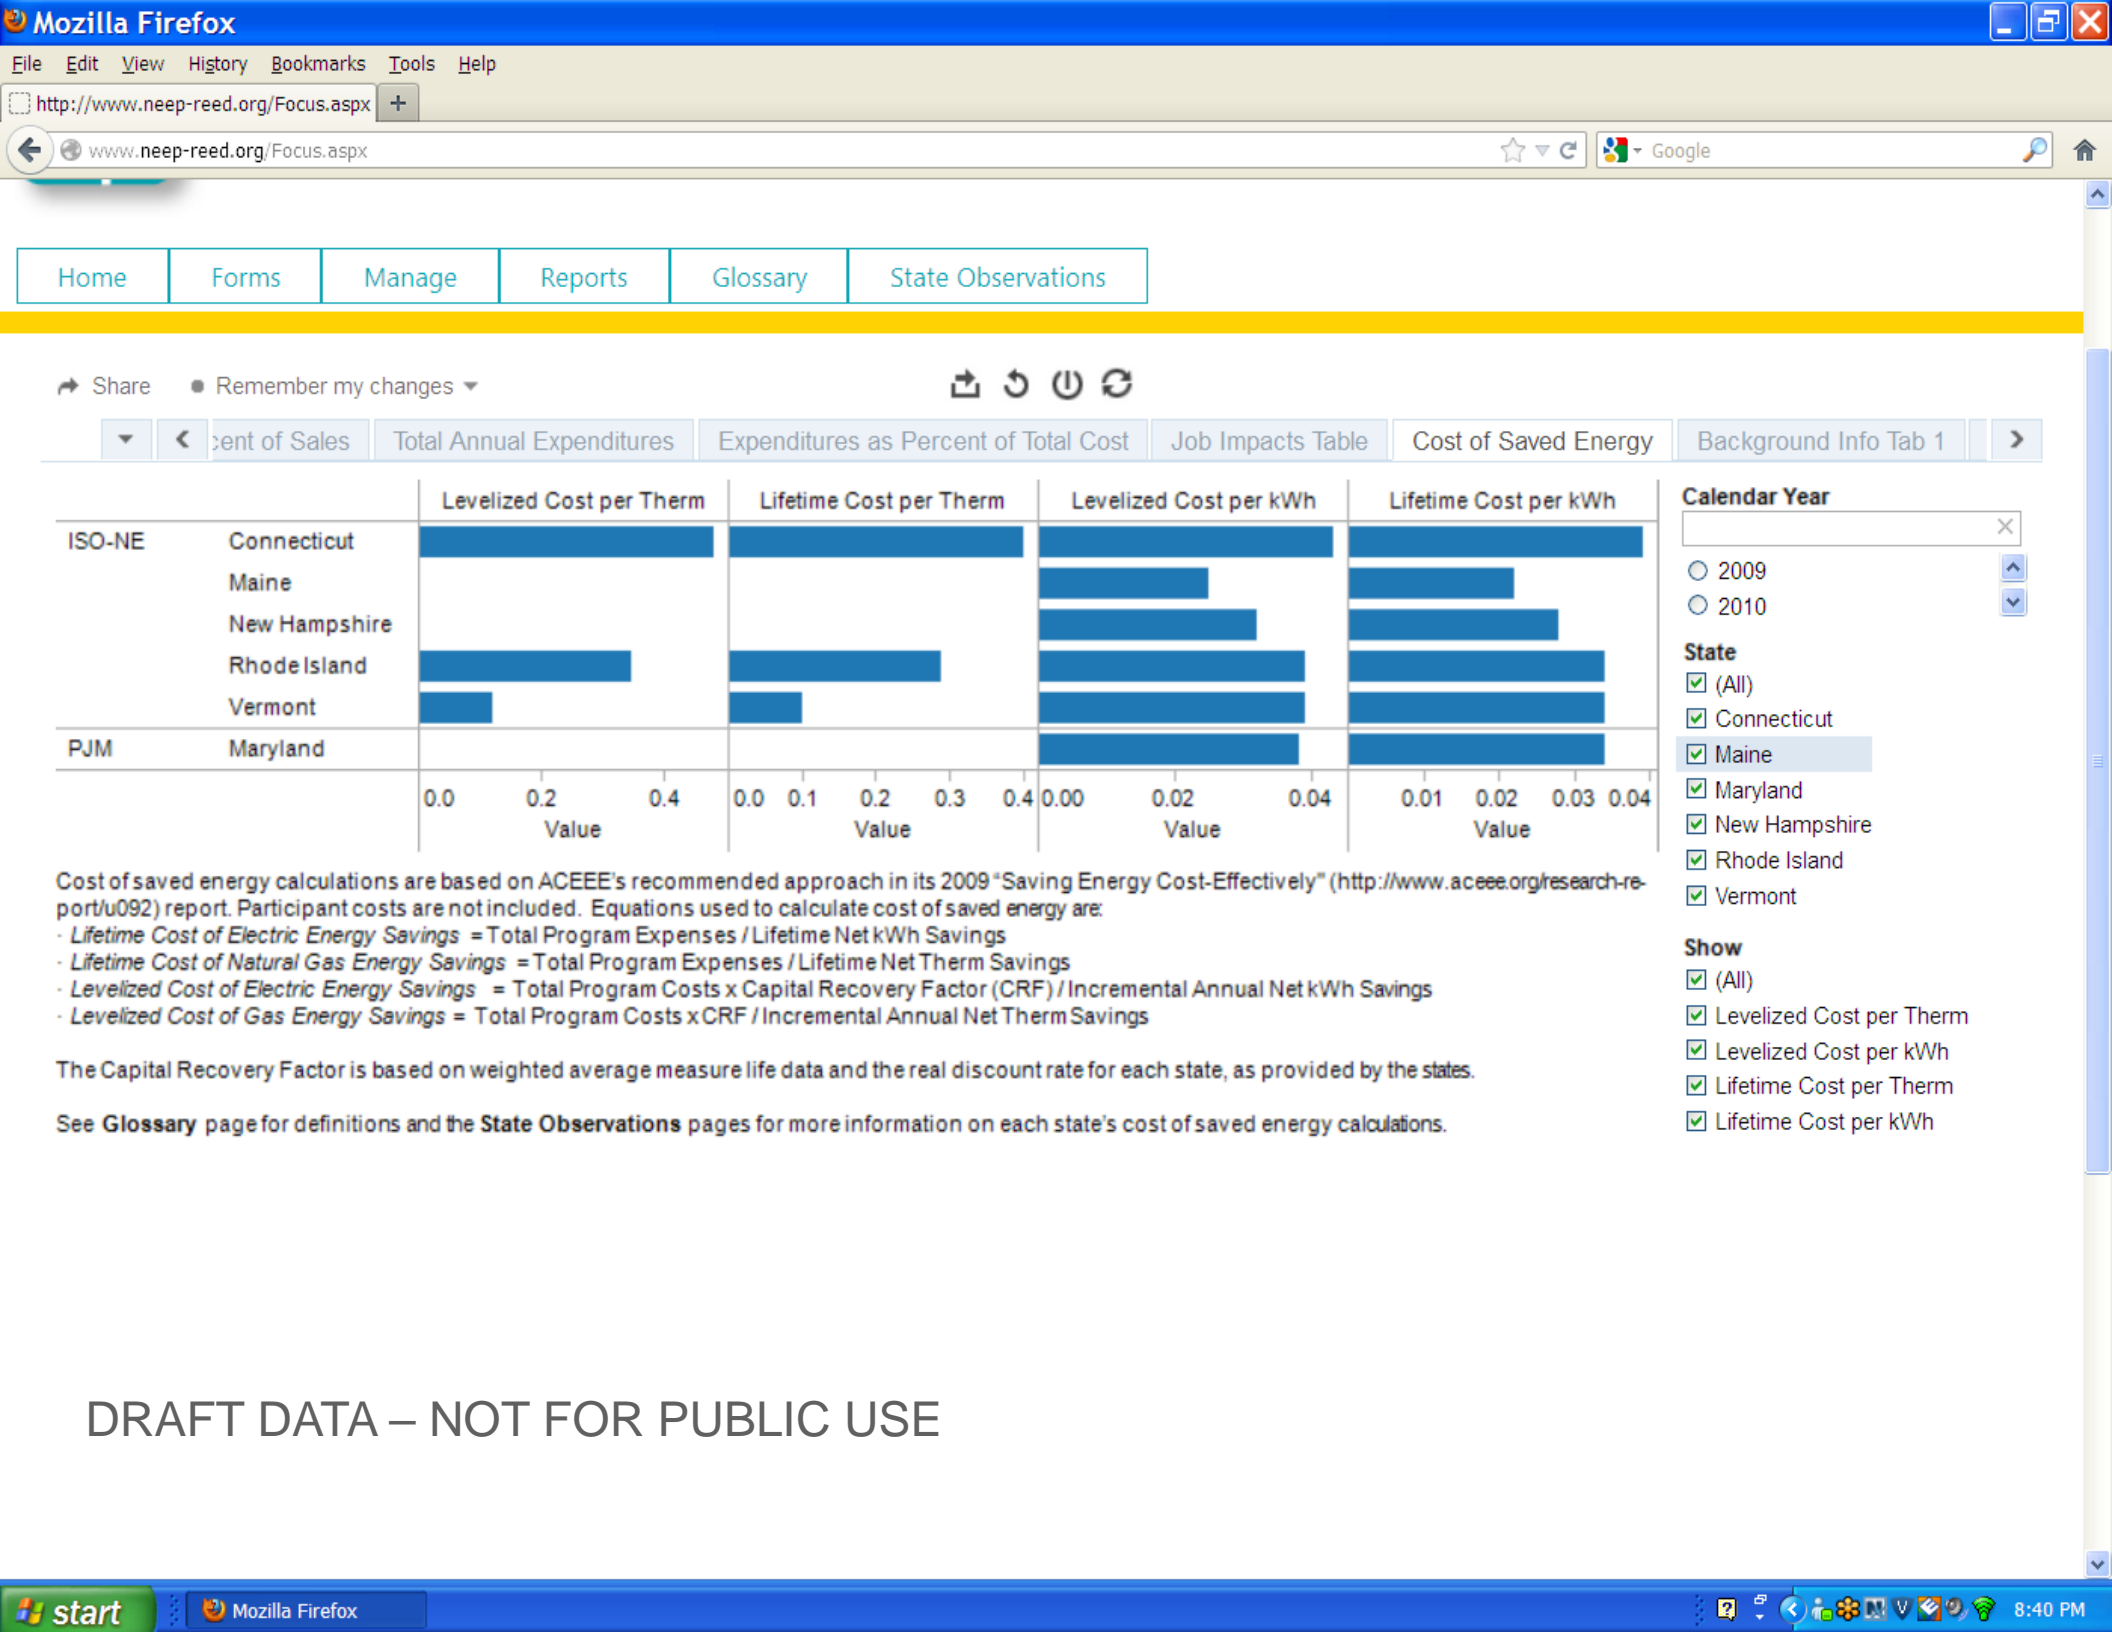 Mozilla Firefox
File Edit View History Bookmarks Tools Help
http://www.neep-reed.org/Focus.aspx +
www.neep-reed.org/Focus.aspx Google
Home Forms Manage Reports Glossary State Observations
Share Remember my changes
cent of Sales Total Annual Expenditures Expenditures as Percent of Total Cost Job Impacts Table Cost of Saved Energy Background Info Tab 1
Levelized Cost per Therm Lifetime Cost per Therm Levelized Cost per kWh Lifetime Cost per kWh
ISO-NE Connecticut
Maine
New Hampshire
Rhode Island
Vermont
PJM Maryland
0.0 0.2 0.4 0.0 0.1 0.2 0.3 0.4 0.00 0.02 0.04 0.01 0.02 0.03 0.04
Value Value Value Value
Calendar Year
2009
2010
State
(All)
Connecticut
Maine
Maryland
New Hampshire
Rhode Island
Vermont
Show
(All)
Levelized Cost per Therm
Levelized Cost per kWh
Lifetime Cost per Therm
Lifetime Cost per kWh
Cost of saved energy calculations are based on ACEEE's recommended approach in its 2009 “Saving Energy Cost-Effectively” (http://www.aceee.org/research-re-
port/u092) report. Participant costs are not included. Equations used to calculate cost of saved energy are:
· Lifetime Cost of Electric Energy Savings = Total Program Expenses / Lifetime Net kWh Savings
· Lifetime Cost of Natural Gas Energy Savings = Total Program Expenses / Lifetime Net Therm Savings
· Levelized Cost of Electric Energy Savings = Total Program Costs x Capital Recovery Factor (CRF) / Incremental Annual Net kWh Savings
· Levelized Cost of Gas Energy Savings = Total Program Costs x CRF / Incremental Annual Net Therm Savings
The Capital Recovery Factor is based on weighted average measure life data and the real discount rate for each state, as provided by the states.
See Glossary page for definitions and the State Observations pages for more information on each state's cost of saved energy calculations.
DRAFT DATA – NOT FOR PUBLIC USE
start Mozilla Firefox 8:40 PM